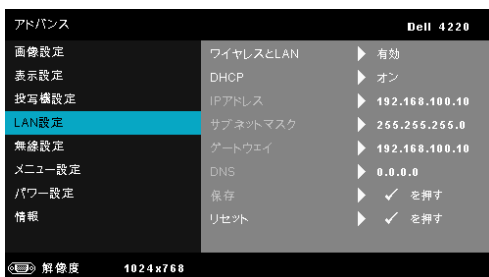 アドバンス Dell 4220
画像設定
表示設定
投写機設定
LAN設定
無線設定
メニュー設定
パワー設定
情報
ワイヤレスとLAN 有効
DHCP オン
IPアドレス 192.168.100.10
サブネットマスク 255.255.255.0
ゲートウエイ 192.168.100.10
DNS 0.0.0.0
保存 ✓ を押す
リセット ✓ を押す
解像度 1024x768